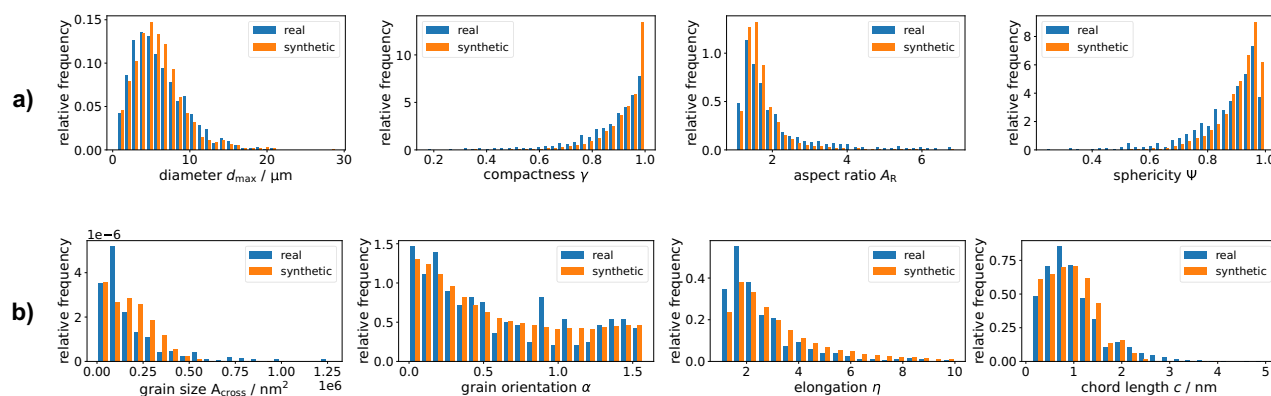 a)
relative frequency
0.15
0.10
0.05
0.00
real
synthetic
0
10
20
30
diameter d_max / μm
relative frequency
10
5
0
real
synthetic
0.2
0.4
0.6
0.8
1.0
compactness γ
relative frequency
1.0
0.5
0.0
real
synthetic
2
4
6
aspect ratio A_R
relative frequency
8
6
4
2
0
real
synthetic
0.4
0.6
0.8
1.0
sphericity Ψ
b)
relative frequency
1e−6
4
2
0
real
synthetic
0.00
0.25
0.50
0.75
1.00
1.25
1e6
grain size A_cross / nm²
relative frequency
1.5
1.0
0.5
0.0
real
synthetic
0.0
0.5
1.0
1.5
grain orientation α
relative frequency
0.4
0.2
0.0
real
synthetic
2
4
6
8
10
elongation η
relative frequency
0.75
0.50
0.25
0.00
real
synthetic
0
1
2
3
4
5
chord length c / nm